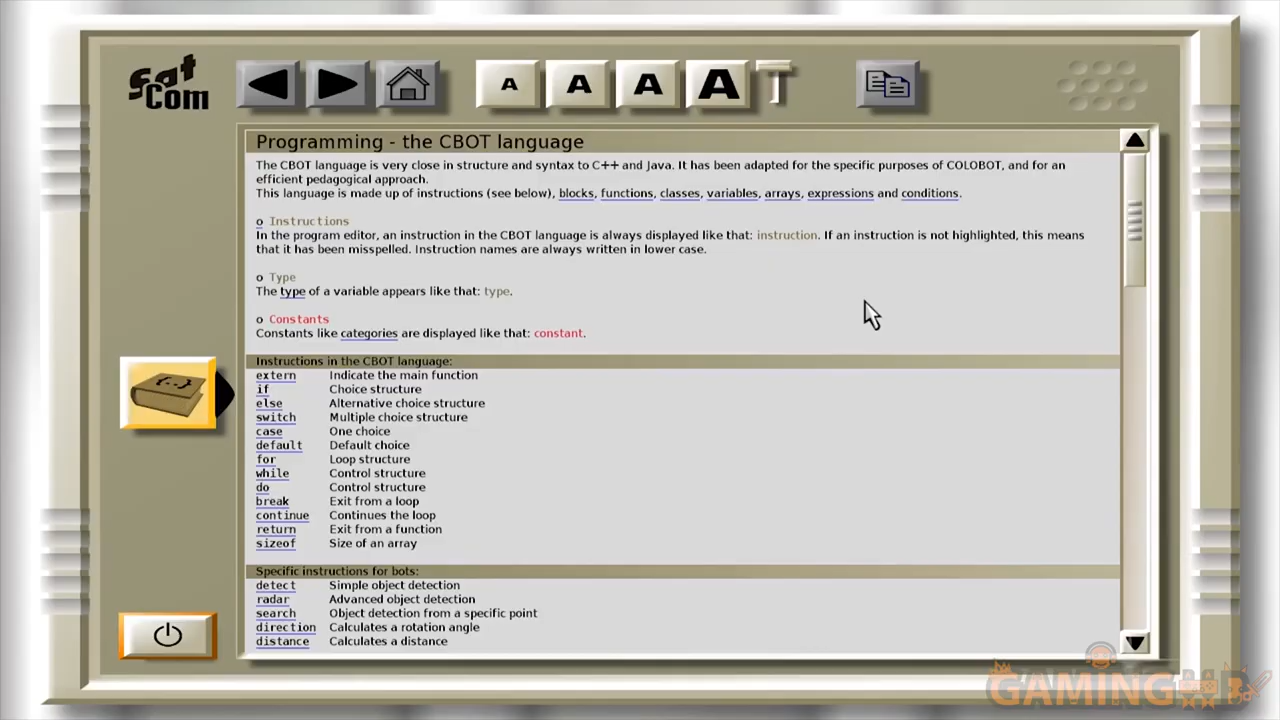 Sat Com
A A A A
Programming - the CBOT language
The CBOT language is very close in structure and syntax to C++ and Java. It has been adapted for the specific purposes of COLOBOT, and for an
efficient pedagogical approach.
This language is made up of instructions (see below), blocks, functions, classes, variables, arrays, expressions and conditions.
o Instructions
In the program editor, an instruction in the CBOT language is always displayed like that: instruction. If an instruction is not highlighted, this means
that it has been misspelled. Instruction names are always written in lower case.
o Type
The type of a variable appears like that: type.
o Constants
Constants like categories are displayed like that: constant.
Instructions in the CBOT language:
extern Indicate the main function
if Choice structure
else Alternative choice structure
switch Multiple choice structure
case One choice
default Default choice
for Loop structure
while Control structure
do Control structure
break Exit from a loop
continue Continues the loop
return Exit from a function
sizeof Size of an array
Specific instructions for bots:
detect Simple object detection
radar Advanced object detection
search Object detection from a specific point
direction Calculates a rotation angle
distance Calculates a distance
{..}
GAMING